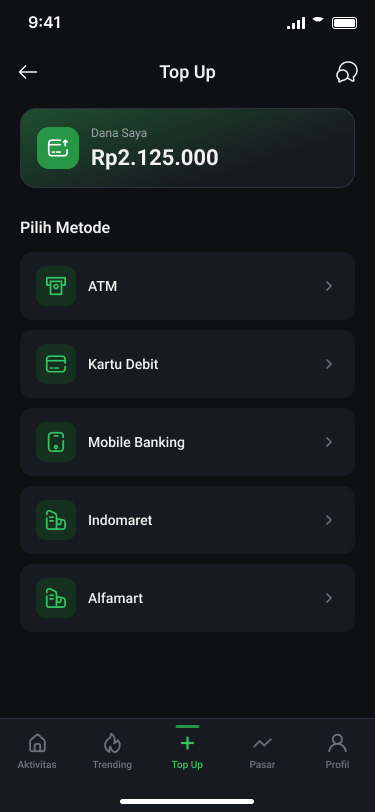 9:41
Top Up
Dana Saya
Rp2.125.000
Pilih Metode
ATM
Kartu Debit
Mobile Banking
Indomaret
Alfamart
Aktivitas
Trending
Top Up
Pasar
Profil